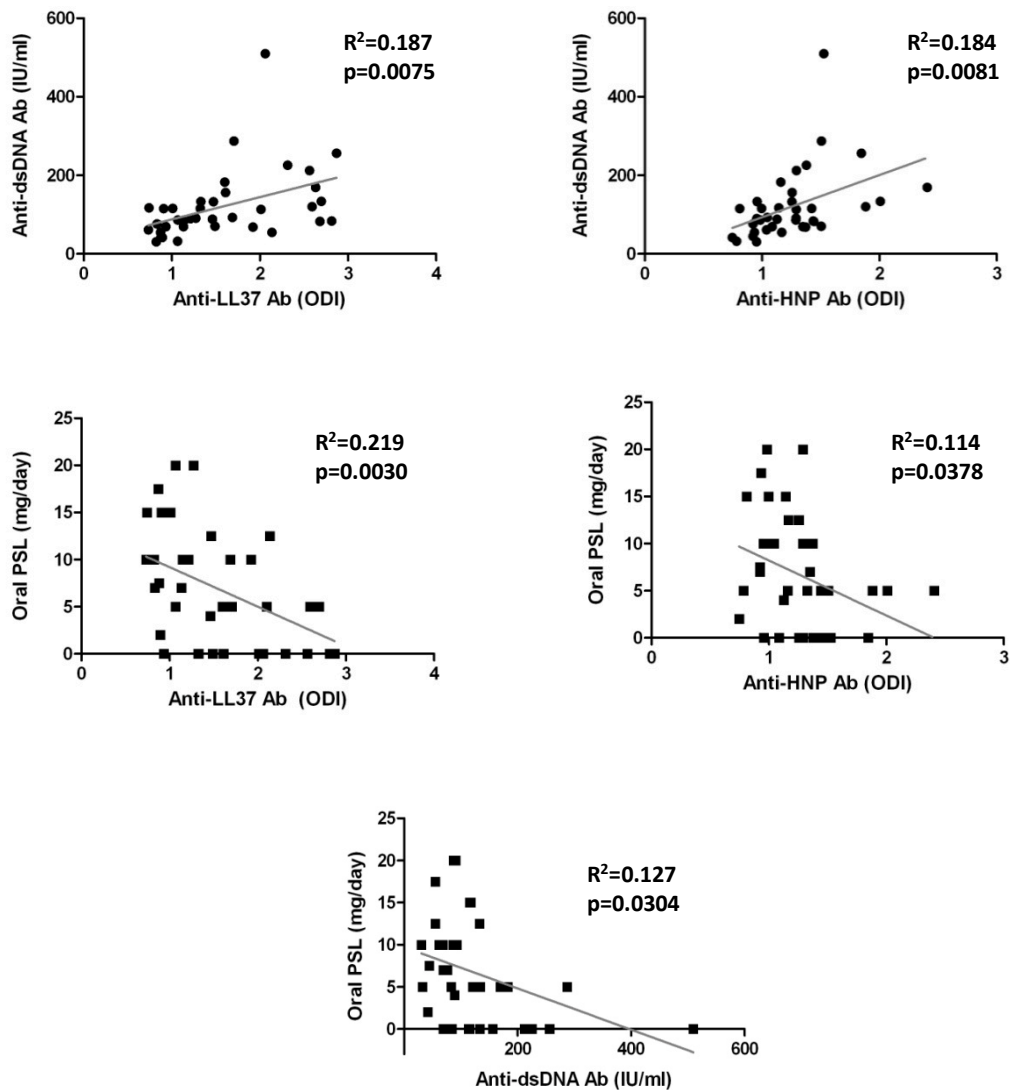 Anti-dsDNA Ab (IU/ml)
600
400
200
0
0
1
2
3
4
Anti-LL37 Ab (ODI)
R²=0.187
p=0.0075
Anti-dsDNA Ab (IU/ml)
600
400
200
0
0
1
2
3
Anti-HNP Ab (ODI)
R²=0.184
p=0.0081
Oral PSL (mg/day)
25
20
15
10
5
0
0
1
2
3
4
Anti-LL37 Ab (ODI)
R²=0.219
p=0.0030
Oral PSL (mg/day)
25
20
15
10
5
0
0
1
2
3
Anti-HNP Ab (ODI)
R²=0.114
p=0.0378
Oral PSL (mg/day)
25
20
15
10
5
0
200
400
600
Anti-dsDNA Ab (IU/ml)
R²=0.127
p=0.0304